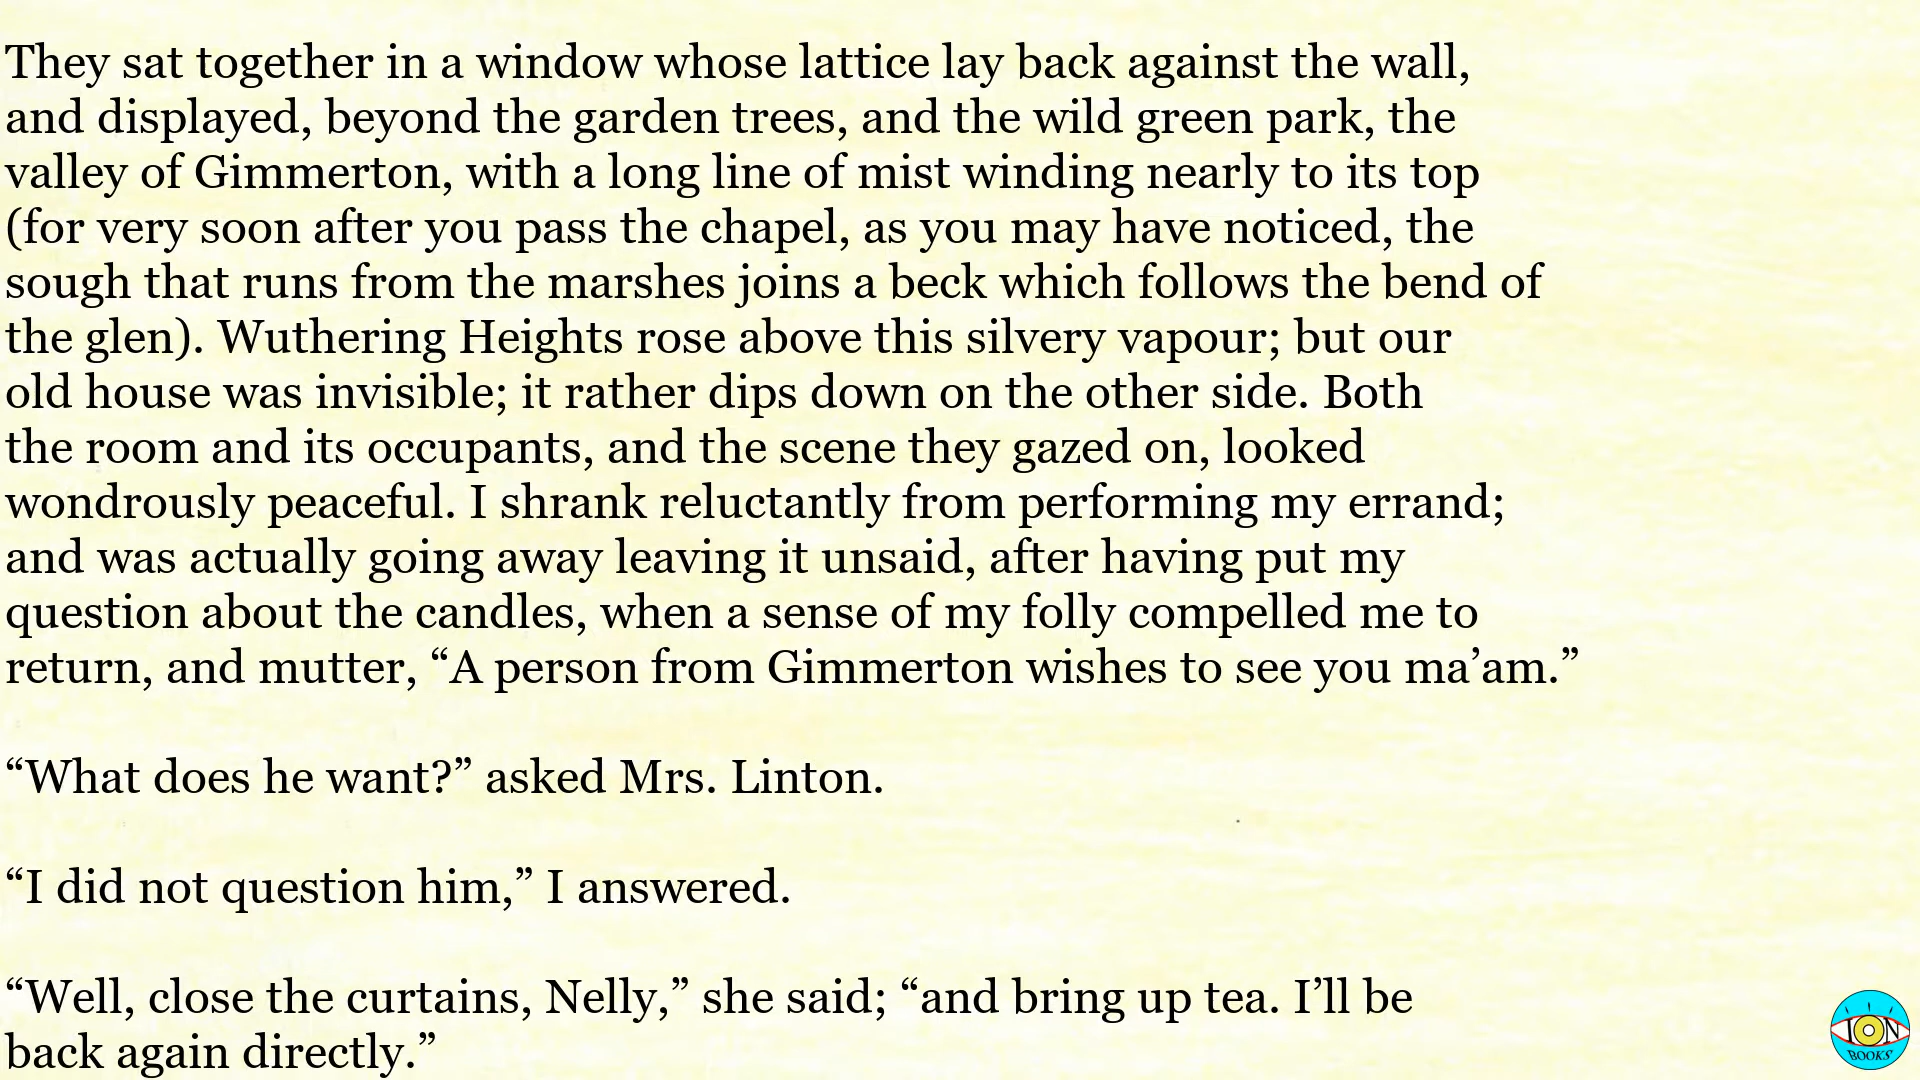 They sat together in a window whose lattice lay back against the wall,
and displayed, beyond the garden trees, and the wild green park, the
valley of Gimmerton, with a long line of mist winding nearly to its top
(for very soon after you pass the chapel, as you may have noticed, the
sough that runs from the marshes joins a beck which follows the bend of
the glen). Wuthering Heights rose above this silvery vapour; but our
old house was invisible; it rather dips down on the other side. Both
the room and its occupants, and the scene they gazed on, looked
wondrously peaceful. I shrank reluctantly from performing my errand;
and was actually going away leaving it unsaid, after having put my
question about the candles, when a sense of my folly compelled me to
return, and mutter, “A person from Gimmerton wishes to see you ma’am.”
“What does he want?” asked Mrs. Linton.
“I did not question him,” I answered.
“Well, close the curtains, Nelly,” she said; “and bring up tea. I’ll be
back again directly.”
ION
BOOKS